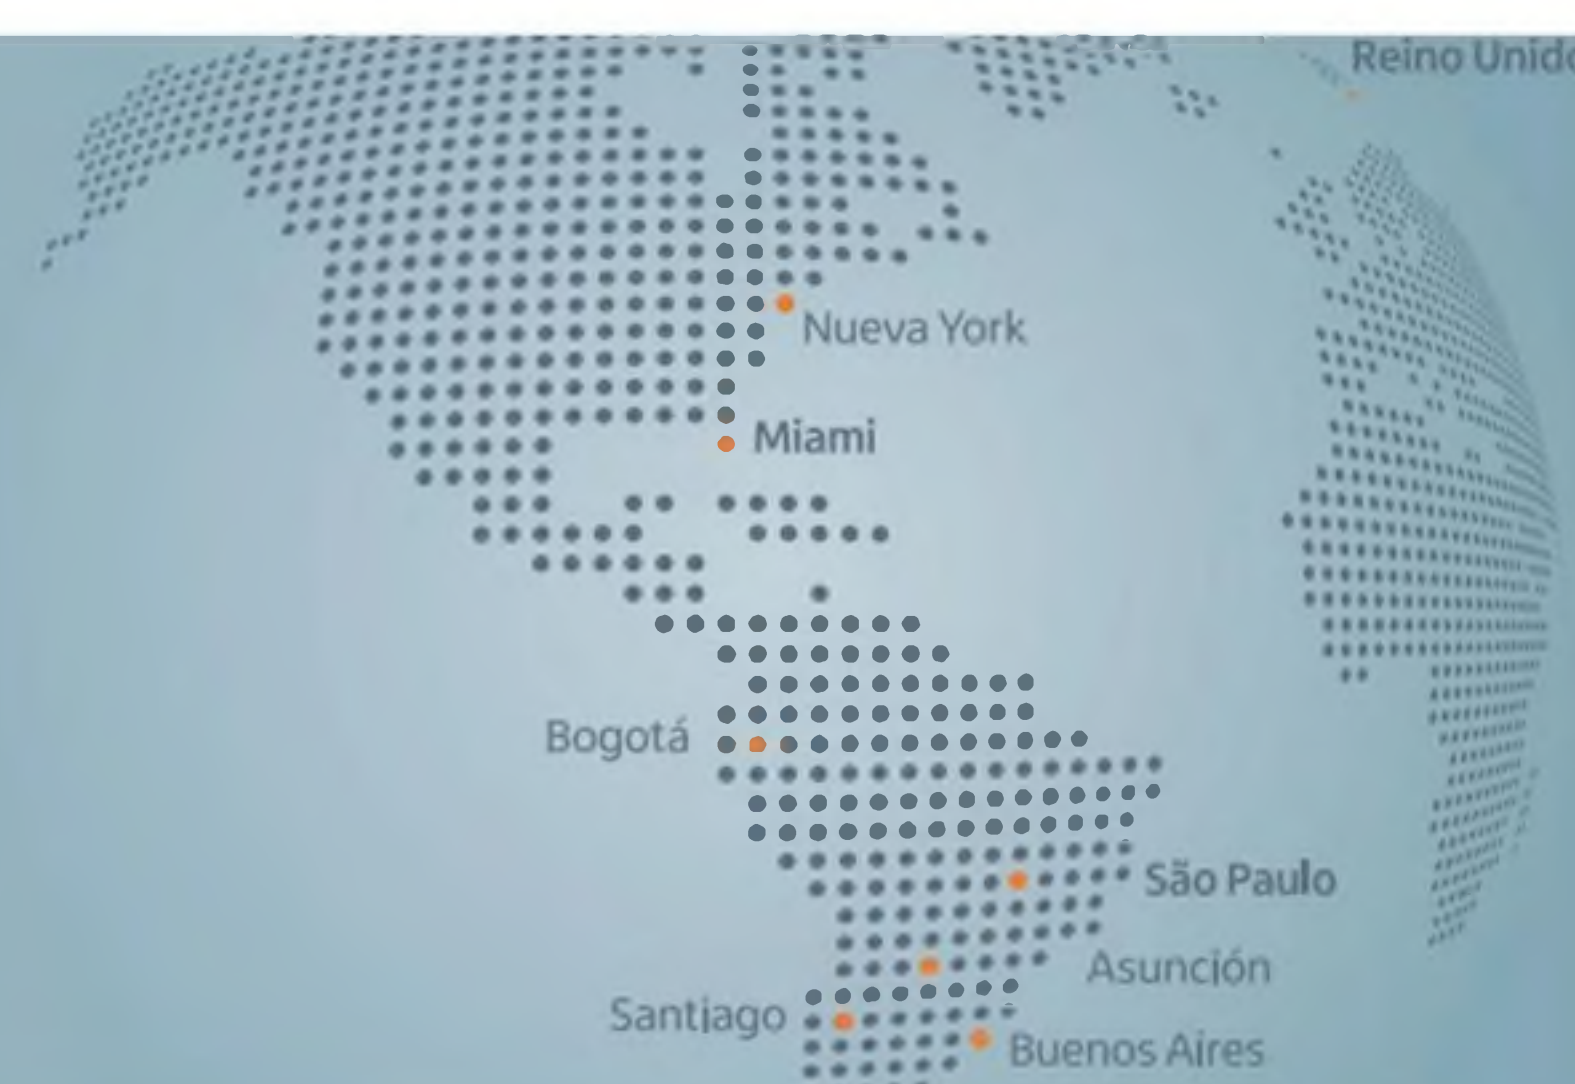 Reino Unido
Nueva York
Miami
Bogotá
São Paulo
Asunción
Santiago
Buenos Aires